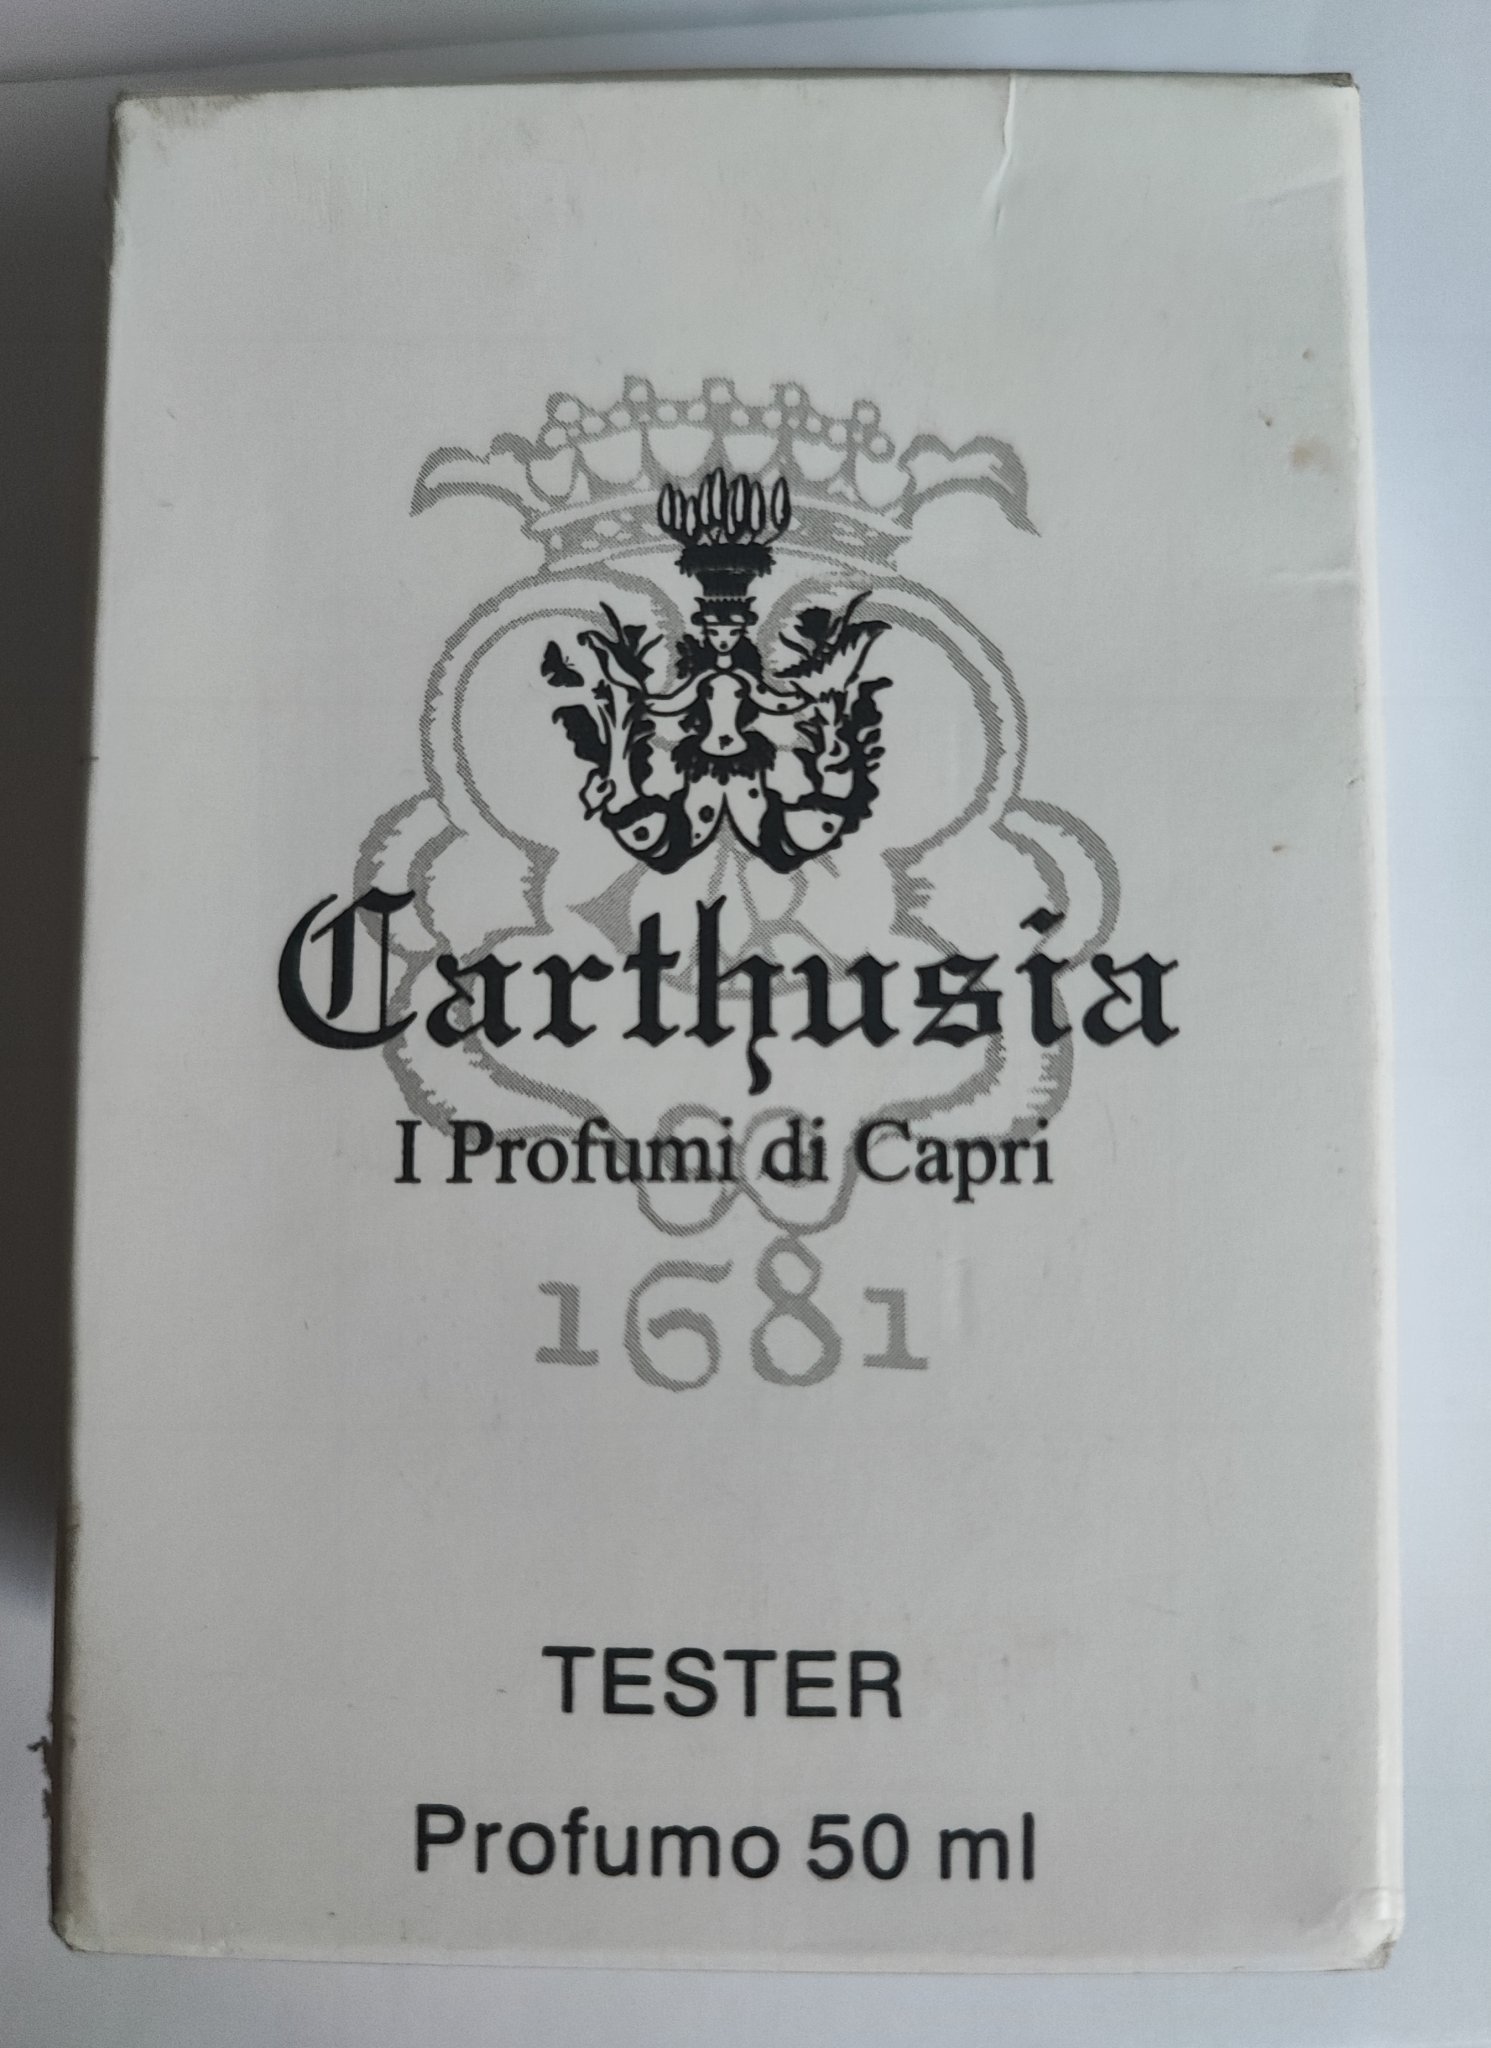 Carthusia
I Profumi di Capri
1681
TESTER
Profumo 50 ml